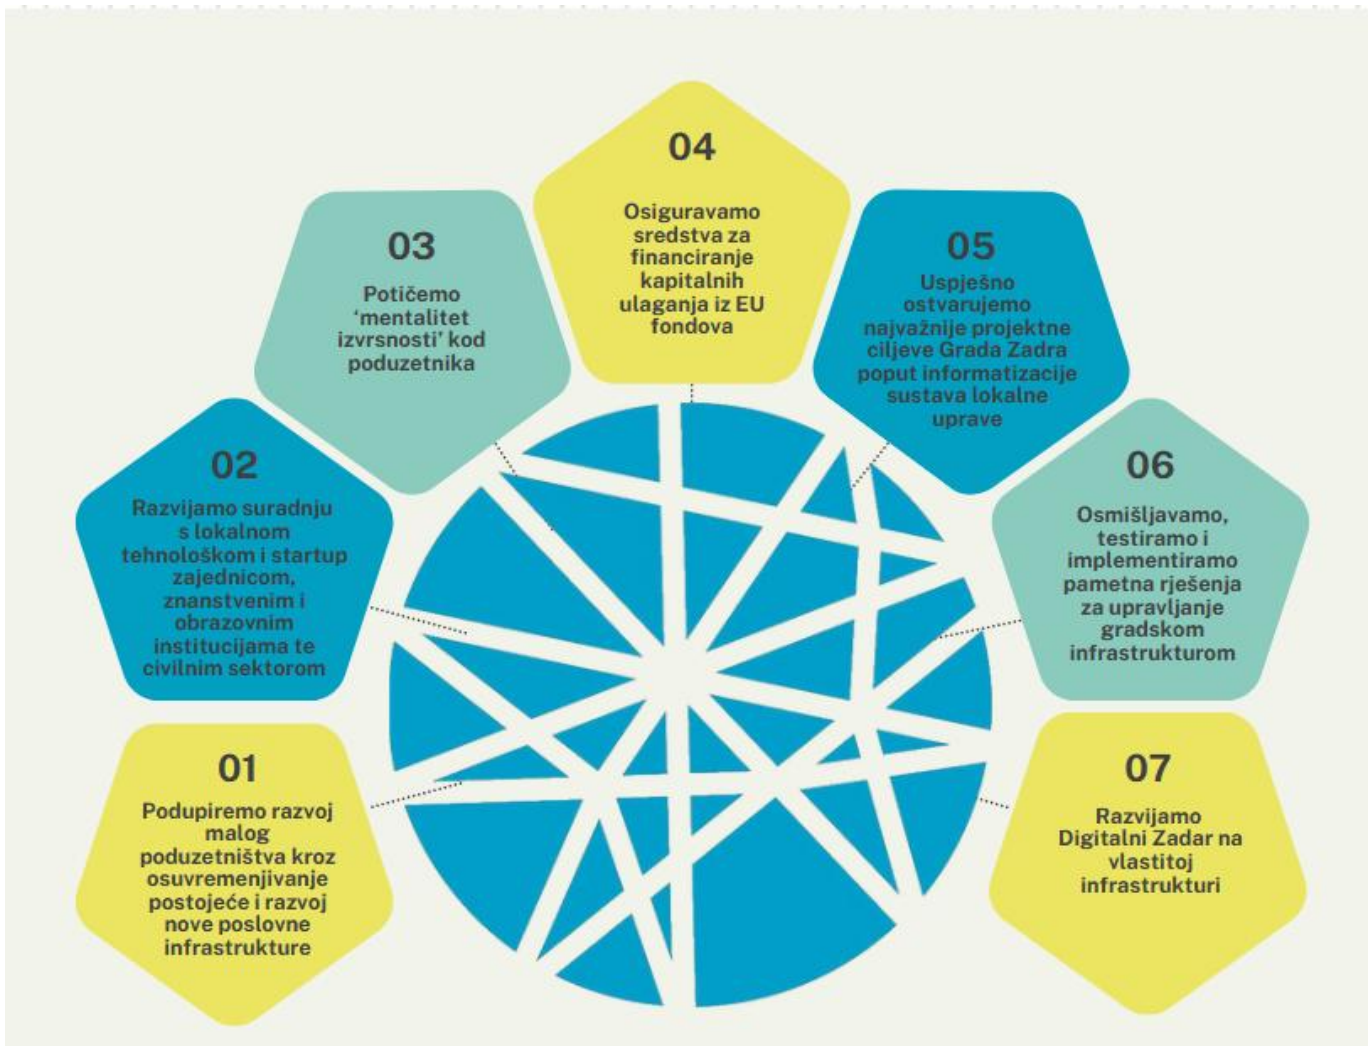 01
Podupiremo razvoj
malog
poduzetništva kroz
osuvremenjivanje
postojeće i razvoj
nove poslovne
infrastrukture
02
Razvijamo suradnju
s lokalnom
tehnološkom i startup
zajednicom,
znanstvenim i
obrazovnim
institucijama te
civilnim sektorom
03
Potičemo
‘mentalitet
izvrsnosti’ kod
poduzetnika
04
Osiguravamo
sredstva za
financiranje
kapitalnih
ulaganja iz EU
fondova
05
Uspješno
ostvarujemo
najvažnije projektne
ciljeve Grada Zadra
poput informatizacije
sustava lokalne
uprave
06
Osmišljavamo,
testiramo i
implementiramo
pametna rješenja
za upravljanje
gradskom
infrastrukturom
07
Razvijamo
Digitalni Zadar na
vlastitoj
infrastrukturi